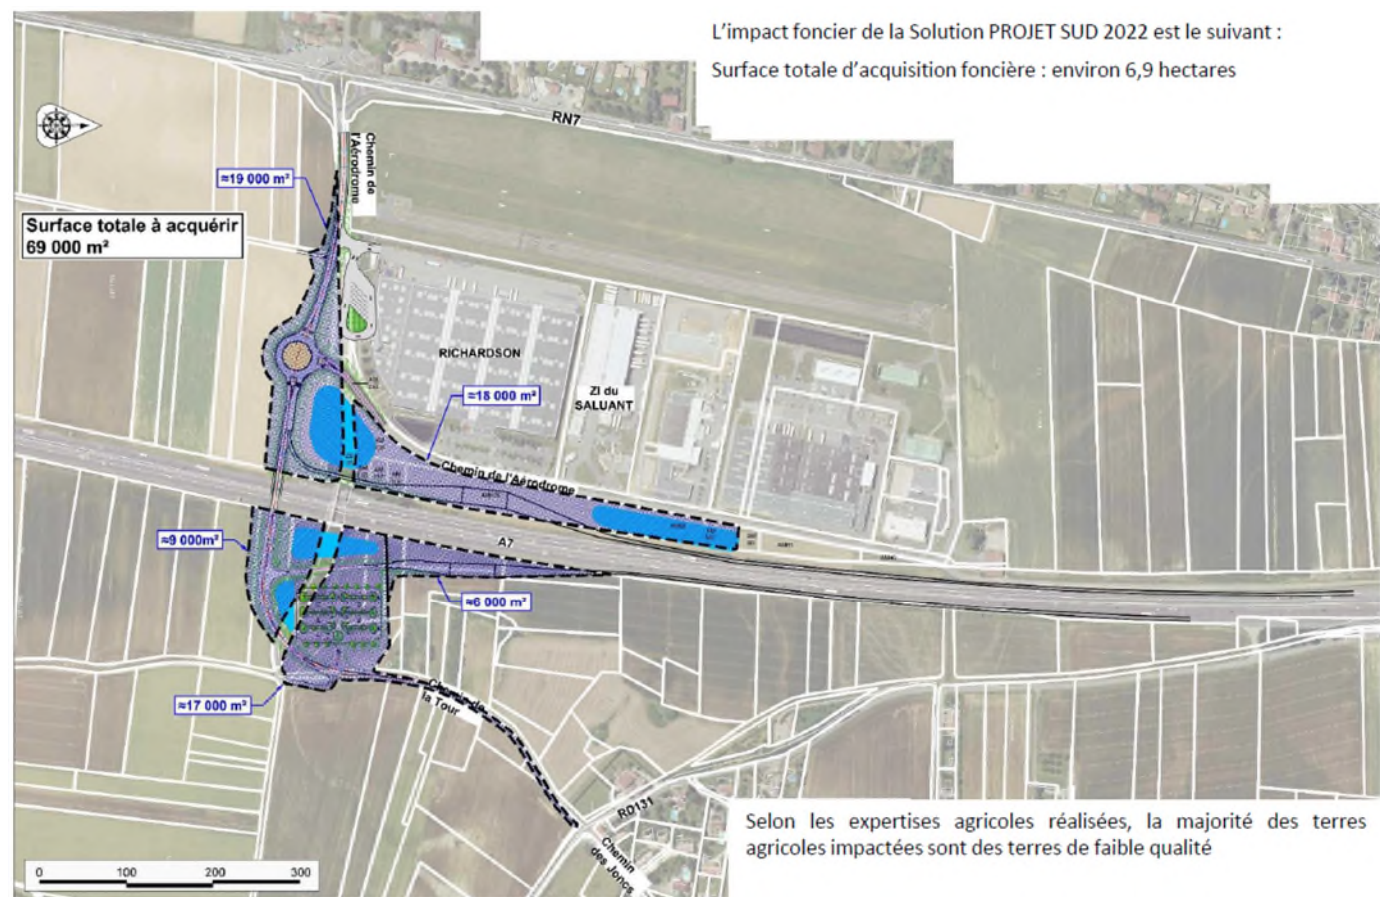 L'impact foncier de la Solution PROJET SUD 2022 est le suivant :
Surface totale d'acquisition foncière : environ 6,9 hectares
RN7
Chemin de
l'Aérodrome
≈19 000 m²
Surface totale à acquérir
69 000 m²
RICHARDSON
ZI du
SALUANT
≈18 000 m²
Chemin de l'Aérodrome
A7
≈9 000m²
≈6 000 m²
≈17 000 m²
Chemin de
la Tour
RD131
Chemin
des Joncs
Selon les expertises agricoles réalisées, la majorité des terres
agricoles impactées sont des terres de faible qualité
0 100 200 300